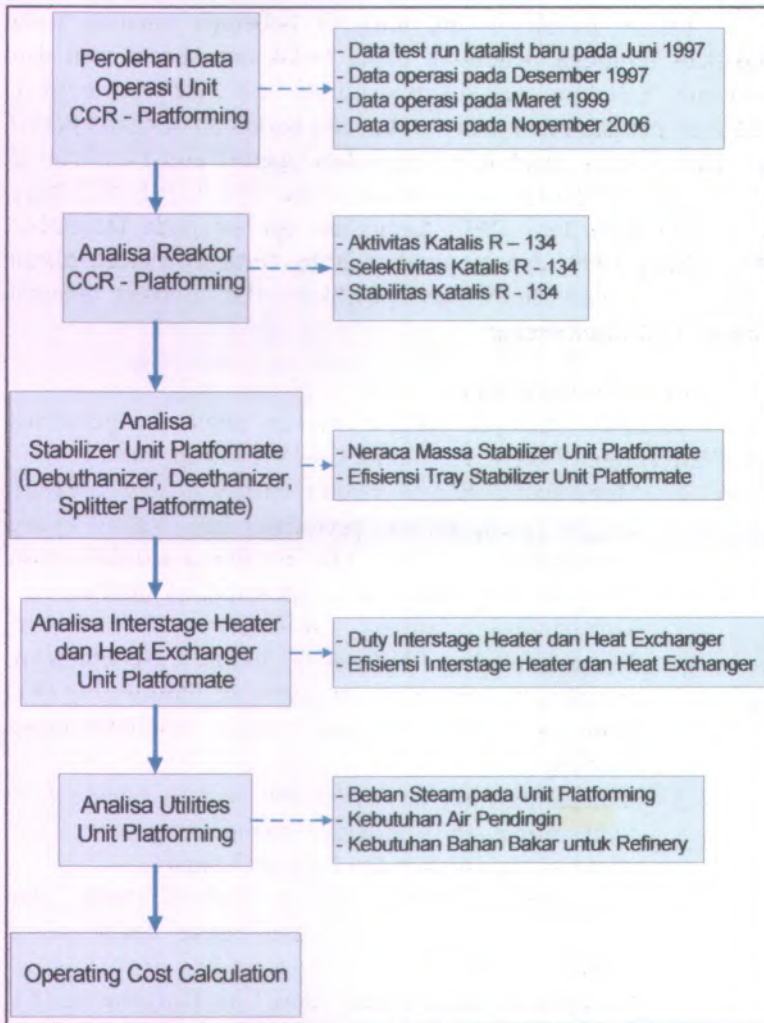 Perolehan Data
Operasi Unit
CCR - Platforming
- Data test run katalist baru pada Juni 1997
- Data operasi pada Desember 1997
- Data operasi pada Maret 1999
- Data operasi pada Nopember 2006
Analisa Reaktor
CCR - Platforming
- Aktivitas Katalis R – 134
- Selektivitas Katalis R - 134
- Stabilitas Katalis R - 134
Analisa
Stabilizer Unit Platformate
(Debuthanizer, Deethanizer,
Splitter Platformate)
- Neraca Massa Stabilizer Unit Platformate
- Efisiensi Tray Stabilizer Unit Platformate
Analisa Interstage Heater
dan Heat Exchanger
Unit Platformate
- Duty Interstage Heater dan Heat Exchanger
- Efisiensi Interstage Heater dan Heat Exchanger
Analisa Utilities
Unit Platforming
- Beban Steam pada Unit Platforming
- Kebutuhan Air Pendingin
- Kebutuhan Bahan Bakar untuk Refinery
Operating Cost Calculation